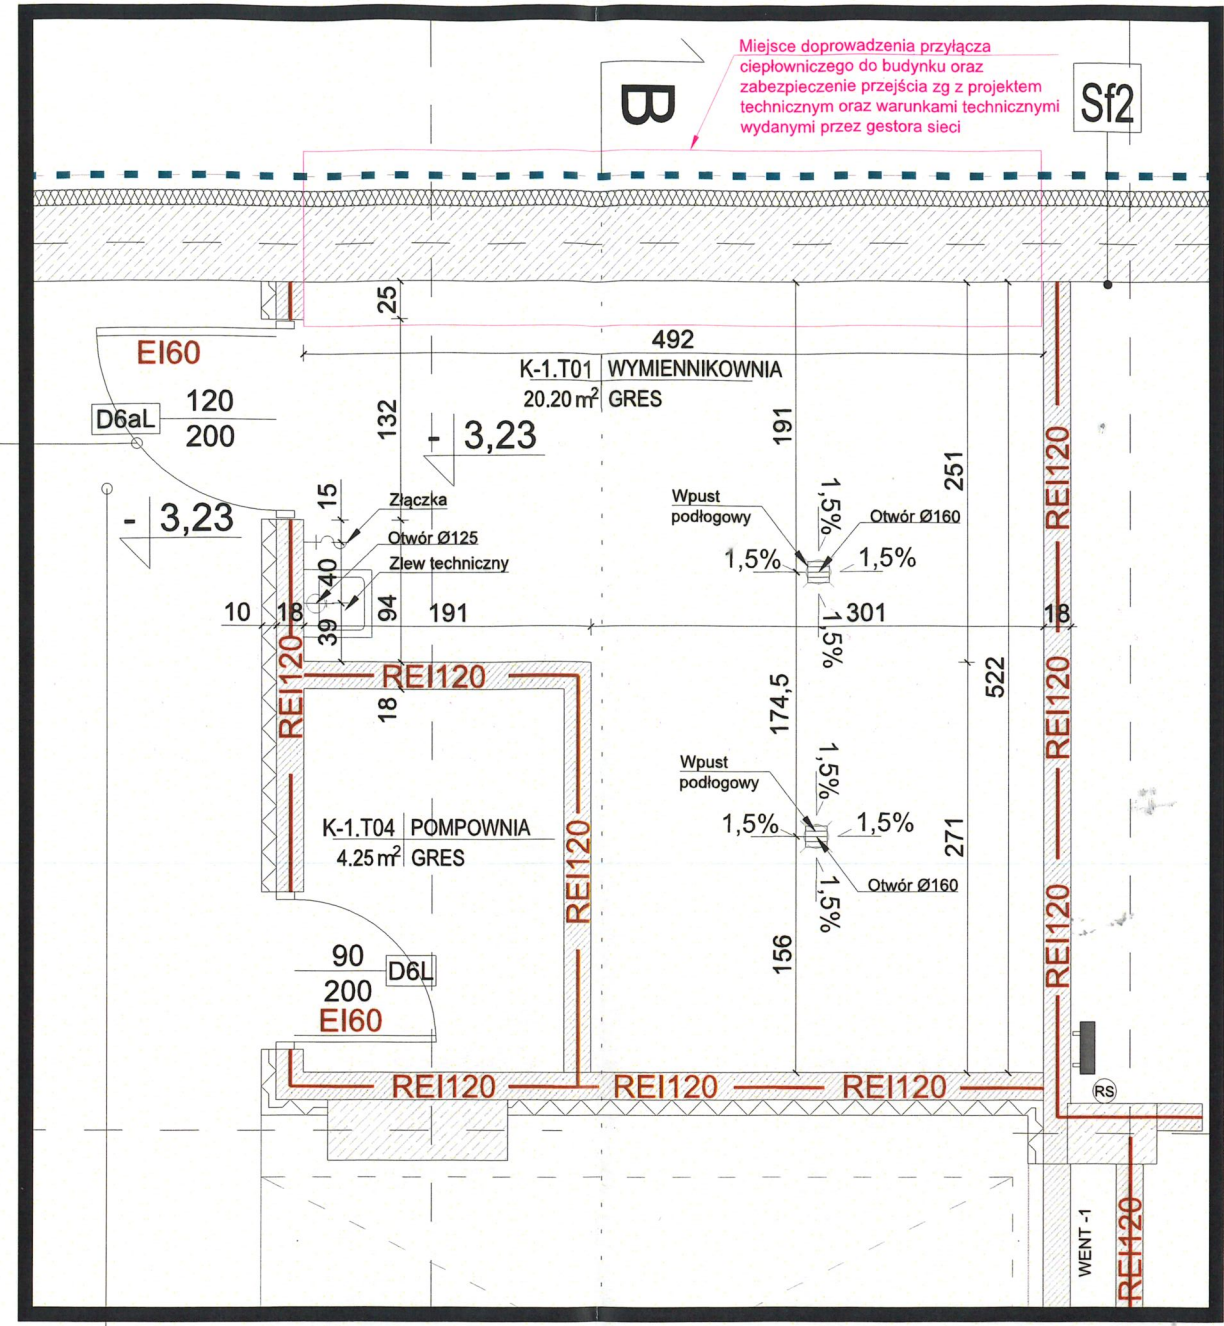 Miejsce doprowadzenia przyłącza
ciepłowniczego do budynku oraz
zabezpieczenie przejścia zg z projektem
technicznym oraz warunkami technicznymi
wydanymi przez gestora sieci
B
Sf2
25
492
EI60
K-1.T01 WYMIENNIKOWNIA
20.20 m² GRES
D6aL 120
200
132
191
- 3,23
251
- 3,23
15
Złączka
Otwór Ø125
Zlew techniczny
40
39
94
Wpust
podłogowy
1,5%
Otwór Ø160
1,5%
1,5%
1,5%
REI120
10
18
191
301
18
REI120
REI120
18
174,5
522
REI120
Wpust
podłogowy
1,5%
1,5%
1,5%
1,5%
Otwór Ø160
K-1.T04 POMPOWNIA
4.25 m² GRES
REI120
271
REI120
156
90
200
D6L
EI60
REI120
REI120
REI120
RS
WENT -1
REI120